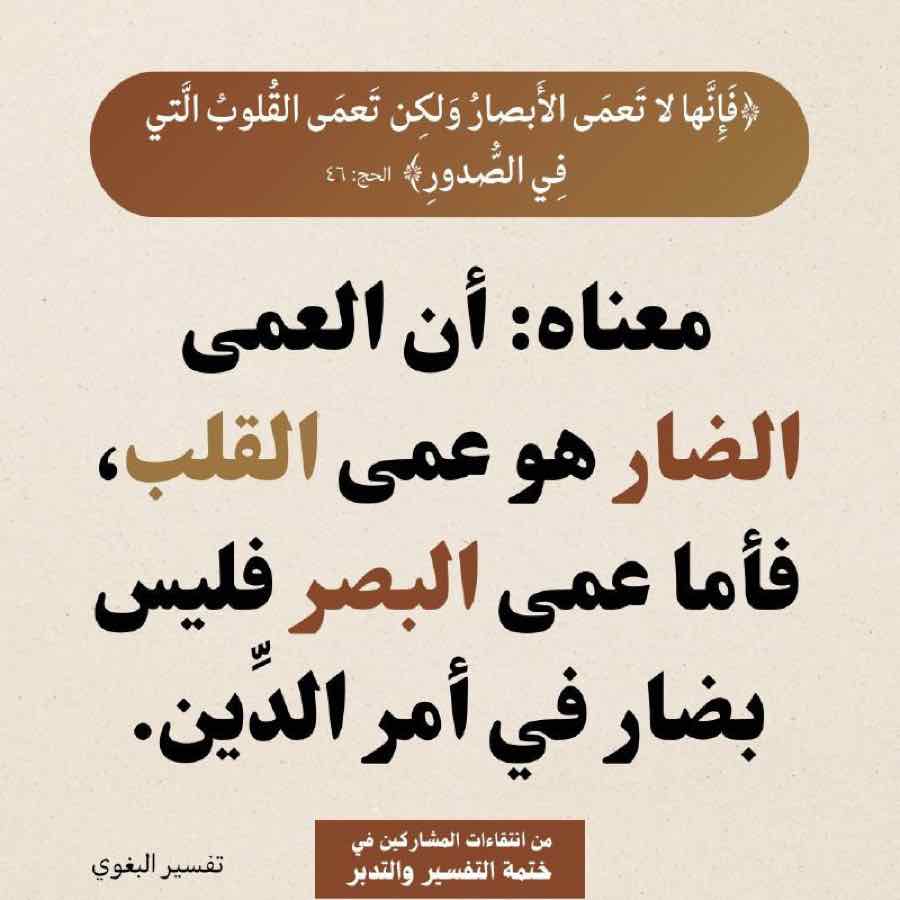 ﴿فَإِنَّها لا تَعمَى الأَبصارُ وَلكِن تَعمَى القُلوبُ الَّتي
فِي الصُّدورِ﴾ الحج: ٤٦
معناه: أن العمى
الضار هو عمى القلب،
فأما عمى البصر فليس
بضار في أمر الدِّين.
من انتقاءات المشاركين في
ختمة التفسير والتدبر
تفسير البغوي